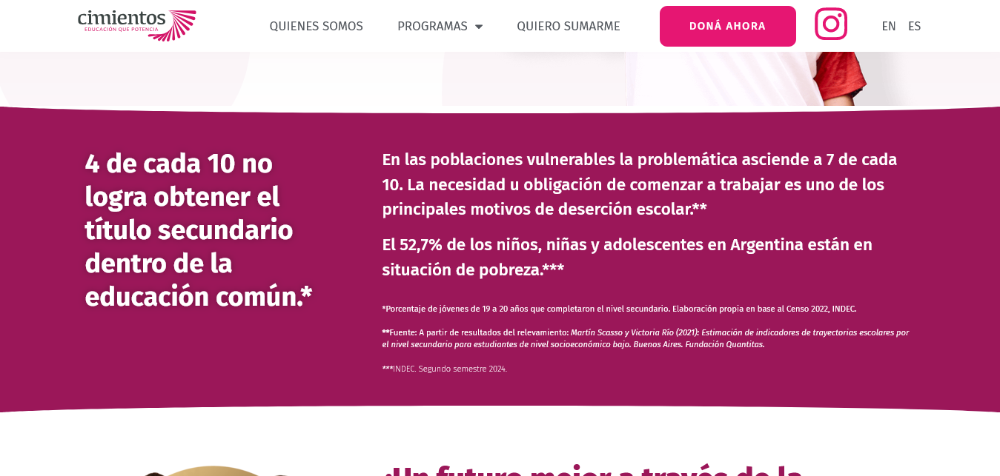 cimientos
EDUCACIÓN QUE POTENCIA
QUIENES SOMOS
PROGRAMAS
QUIERO SUMARME
DONÁ AHORA
EN
ES
4 de cada 10 no
logra obtener el
título secundario
dentro de la
educación común.*
En las poblaciones vulnerables la problemática asciende a 7 de cada
10. La necesidad u obligación de comenzar a trabajar es uno de los
principales motivos de deserción escolar.**
El 52,7% de los niños, niñas y adolescentes en Argentina están en
situación de pobreza.***
*Porcentaje de jóvenes de 19 a 20 años que completaron el nivel secundario. Elaboración propia en base al Censo 2022, INDEC.
**Fuente: A partir de resultados del relevamiento: Martín Scasso y Victoria Río (2021): Estimación de indicadores de trayectorias escolares por
el nivel secundario para estudiantes de nivel socioeconómico bajo. Buenos Aires. Fundación Quantitas.
***INDEC. Segundo semestre 2024.
¡Un futuro mejor a través de la